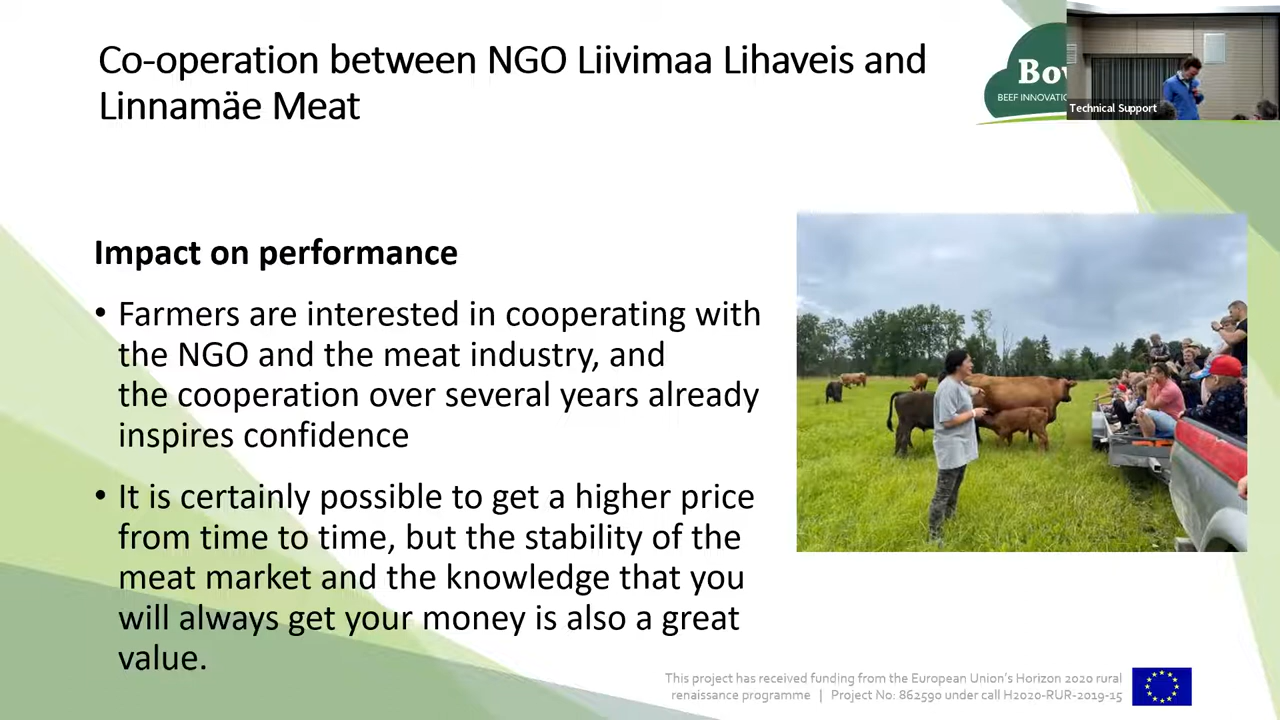 Co-operation between NGO Liivimaa Lihaveis and
Linnamäe Meat
Technical Support
Impact on performance
• Farmers are interested in cooperating with
the NGO and the meat industry, and
the cooperation over several years already
inspires confidence
• It is certainly possible to get a higher price
from time to time, but the stability of the
meat market and the knowledge that you
will always get your money is also a great
value.
This project has received funding from the European Union's Horizon 2020 rural
renaissance programme | Project No: 862590 under call H2020-RUR-2019-15